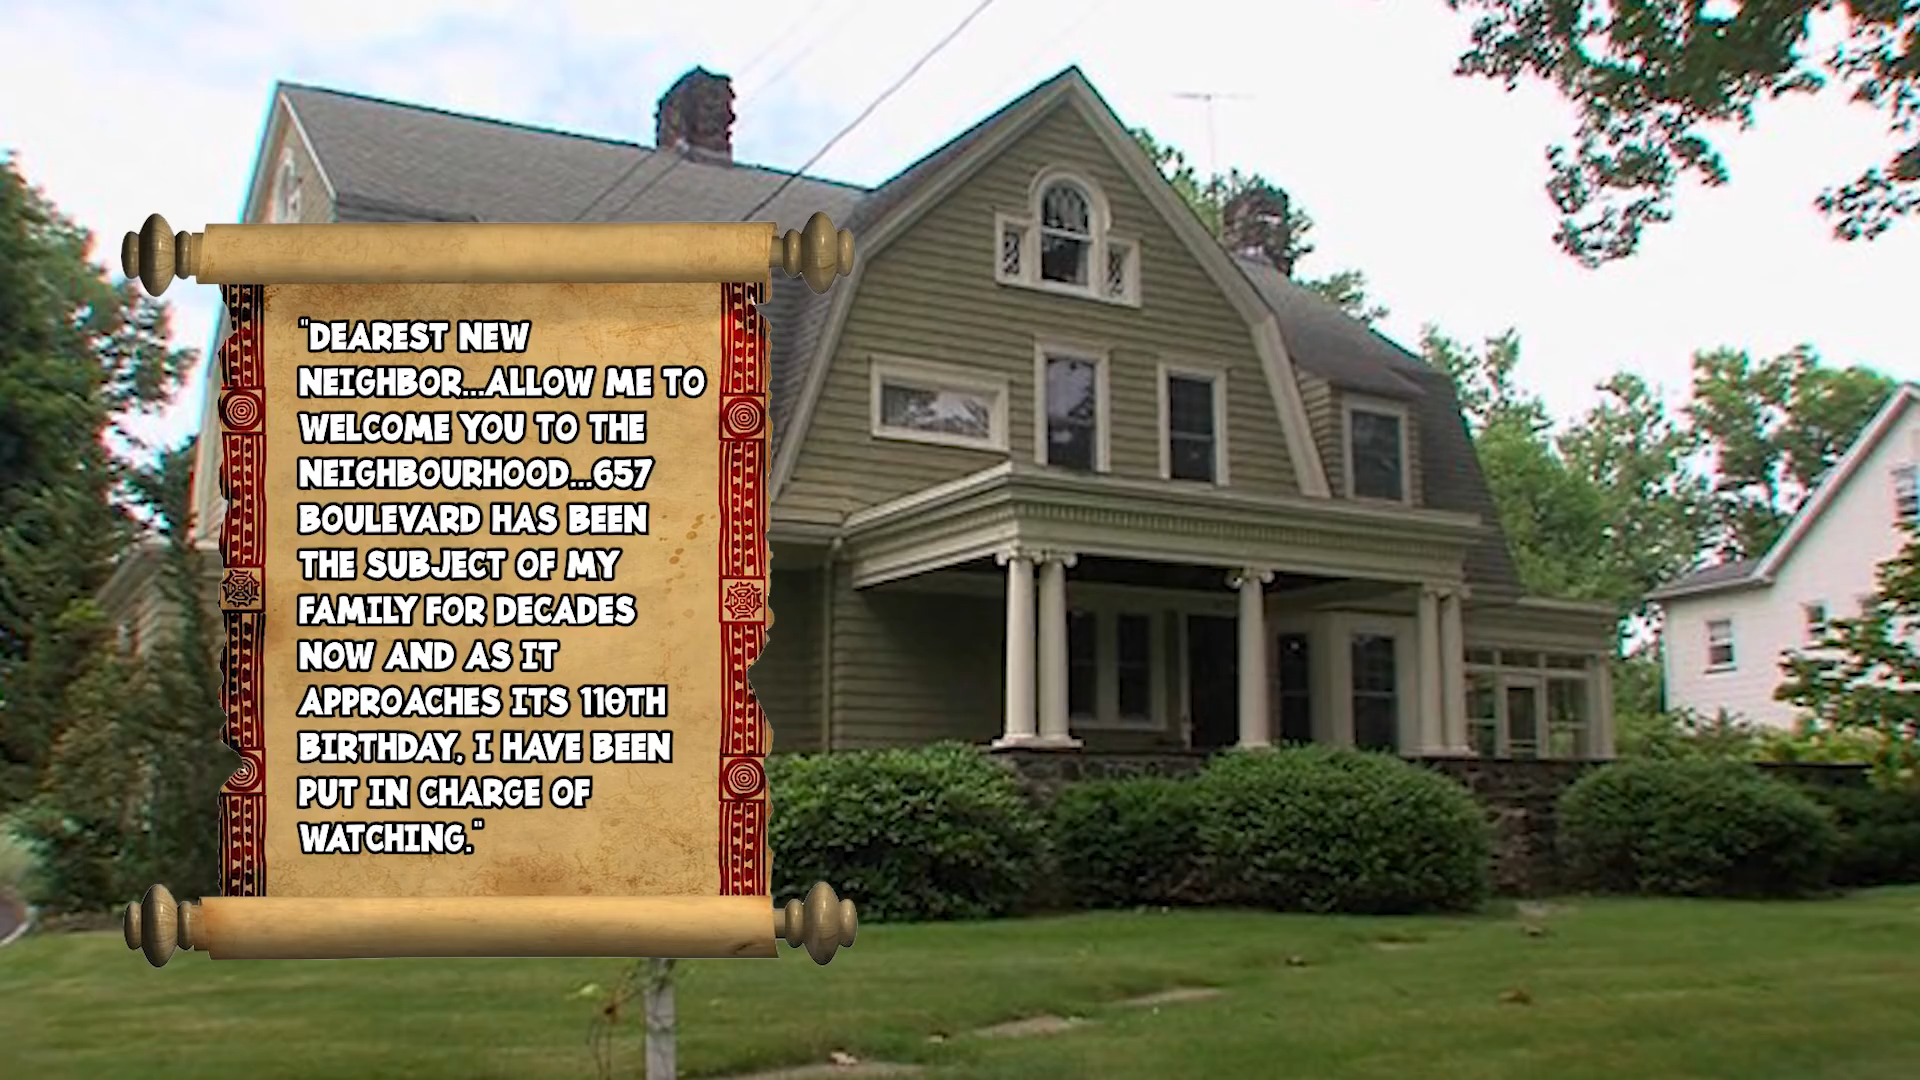 "DEAREST NEW
NEIGHBOR...ALLOW ME TO
WELCOME YOU TO THE
NEIGHBOURHOOD...657
BOULEVARD HAS BEEN
THE SUBJECT OF MY
FAMILY FOR DECADES
NOW AND AS IT
APPROACHES ITS 110TH
BIRTHDAY, I HAVE BEEN
PUT IN CHARGE OF
WATCHING."